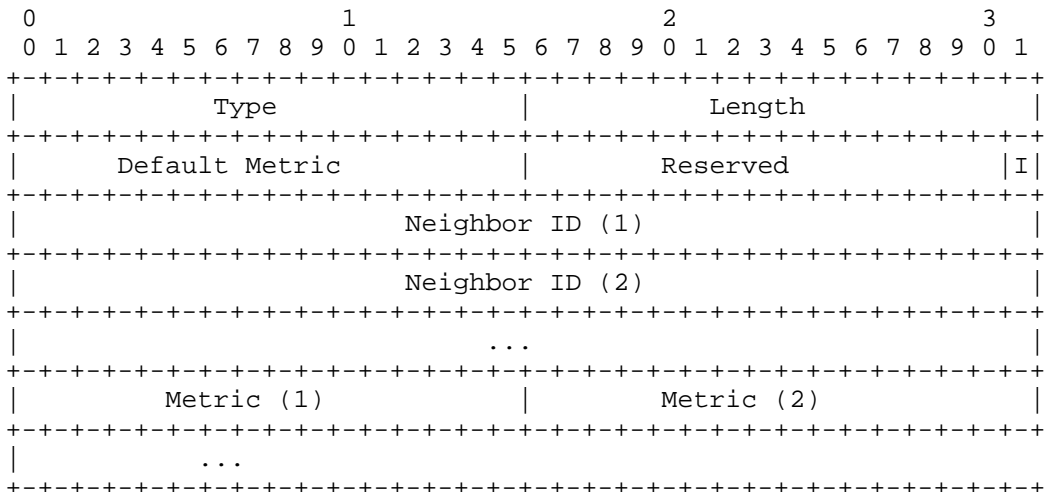 0                   1                   2                   3
 0 1 2 3 4 5 6 7 8 9 0 1 2 3 4 5 6 7 8 9 0 1 2 3 4 5 6 7 8 9 0 1
+-+-+-+-+-+-+-+-+-+-+-+-+-+-+-+-+-+-+-+-+-+-+-+-+-+-+-+-+-+-+-+-+
|            Type               |           Length              |
+-+-+-+-+-+-+-+-+-+-+-+-+-+-+-+-+-+-+-+-+-+-+-+-+-+-+-+-+-+-+-+-+
|      Default Metric           |        Reserved             |I|
+-+-+-+-+-+-+-+-+-+-+-+-+-+-+-+-+-+-+-+-+-+-+-+-+-+-+-+-+-+-+-+-+
|                        Neighbor ID (1)                        |
+-+-+-+-+-+-+-+-+-+-+-+-+-+-+-+-+-+-+-+-+-+-+-+-+-+-+-+-+-+-+-+-+
|                        Neighbor ID (2)                        |
+-+-+-+-+-+-+-+-+-+-+-+-+-+-+-+-+-+-+-+-+-+-+-+-+-+-+-+-+-+-+-+-+
|                             ...                               |
+-+-+-+-+-+-+-+-+-+-+-+-+-+-+-+-+-+-+-+-+-+-+-+-+-+-+-+-+-+-+-+-+
|         Metric (1)            |        Metric (2)             |
+-+-+-+-+-+-+-+-+-+-+-+-+-+-+-+-+-+-+-+-+-+-+-+-+-+-+-+-+-+-+-+-+
|           ...
+-+-+-+-+-+-+-+-+-+-+-+-+-+-+-+-+-+-+-+-+-+-+-+-+-+-+-+-+-+-+-+-+